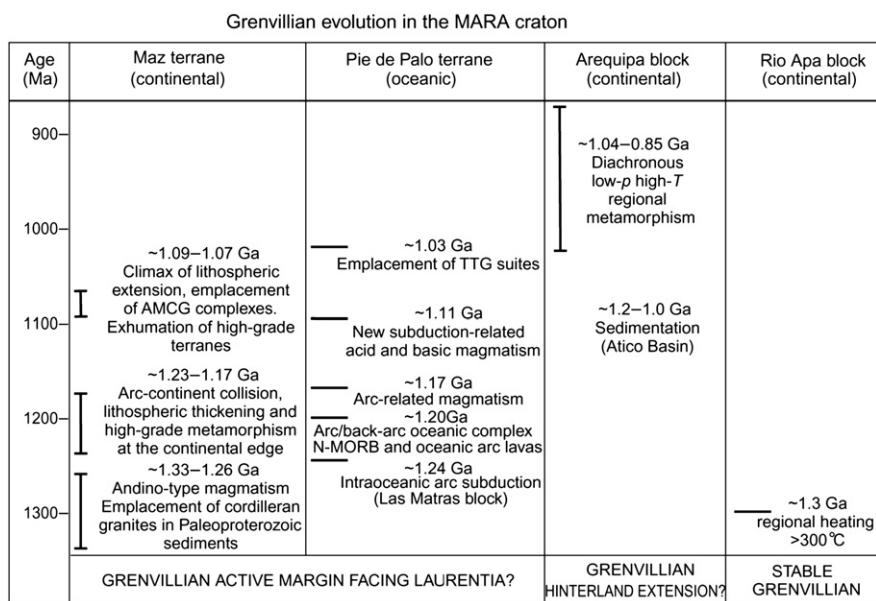 Grenvillian evolution in the MARA craton
Age
(Ma)
Maz terrane
(continental)
Pie de Palo terrane
(oceanic)
Arequipa block
(continental)
Rio Apa block
(continental)
900
1000
1100
1200
1300
~1.09–1.07 Ga
Climax of lithospheric
extension, emplacement
of AMCG complexes.
Exhumation of high-grade
terranes
~1.23–1.17 Ga
Arc-continent collision,
lithospheric thickening and
high-grade metamorphism
at the continental edge
~1.33–1.26 Ga
Andino-type magmatism
Emplacement of cordilleran
granites in Paleoproterozoic
sediments
~1.03 Ga
Emplacement of TTG suites
~1.11 Ga
New subduction-related
acid and basic magmatism
~1.17 Ga
Arc-related magmatism
~1.20Ga
Arc/back-arc oceanic complex
N-MORB and oceanic arc lavas
~1.24 Ga
Intraoceanic arc subduction
(Las Matras block)
~1.04–0.85 Ga
Diachronous
low-p high-T
regional
metamorphism
~1.2–1.0 Ga
Sedimentation
(Atico Basin)
~1.3 Ga
regional heating
>300°C
GRENVILLIAN ACTIVE MARGIN FACING LAURENTIA?
GRENVILLIAN
HINTERLAND EXTENSION?
STABLE
GRENVILLIAN